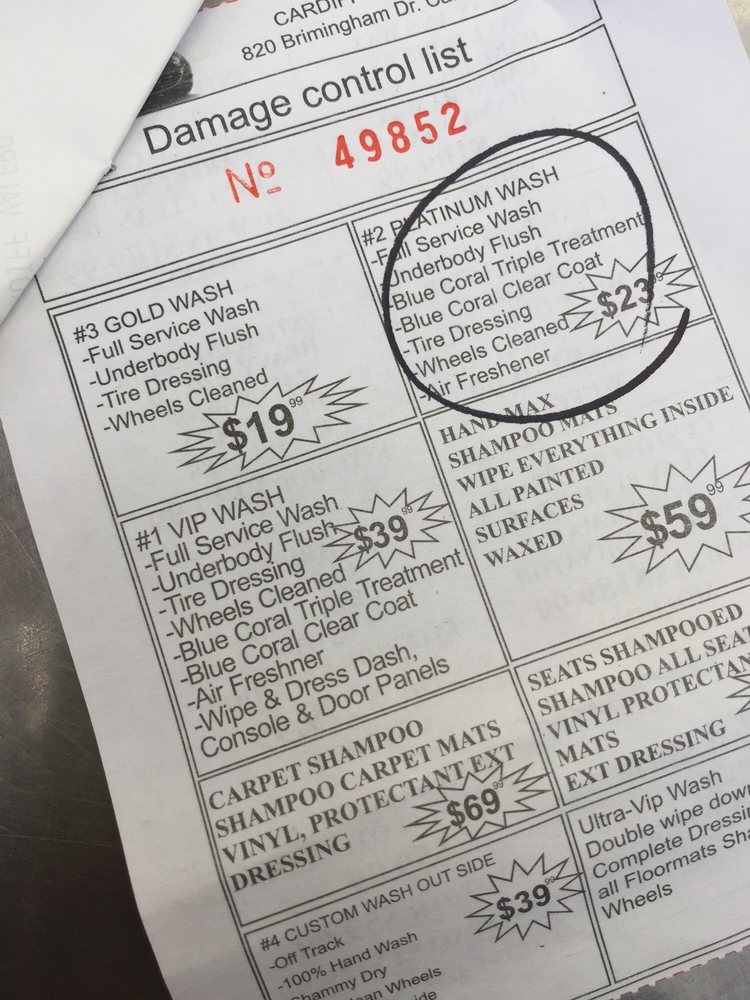 CARDIFF
820 Brimingham Dr.
Damage control list
Nº 49852
#3 GOLD WASH
-Full Service Wash
-Underbody Flush
-Tire Dressing
-Wheels Cleaned
$19.99
#2 PLATINUM WASH
-Full Service Wash
-Underbody Flush
-Blue Coral Triple Treatment
-Blue Coral Clear Coat
-Tire Dressing
-Wheels Cleaned
-Air Freshener
$23.99
#1 VIP WASH
-Full Service Wash
-Underbody Flush
-Tire Dressing
-Wheels Cleaned
-Blue Coral Triple Treatment
-Blue Coral Clear Coat
-Air Freshner
-Wipe & Dress Dash,
Console & Door Panels
$39.99
HAND MAX
SHAMPOO MATS
WIPE EVERYTHING INSIDE
ALL PAINTED
SURFACES
WAXED
$59.99
CARPET SHAMPOO
SHAMPOO CARPET MATS
VINYL, PROTECTANT EXT
DRESSING
$69.99
SEATS SHAMPOOED
SHAMPOO ALL
VINYL
MATS
EXT DRESSING
#4 CUSTOM WASH OUT SIDE
-Off Track
-100% Hand Wash
Shammy Dry
Wheels
$39.99
Ultra-Vip Wash
Double wipe
Complete
all Floormats
Wheels